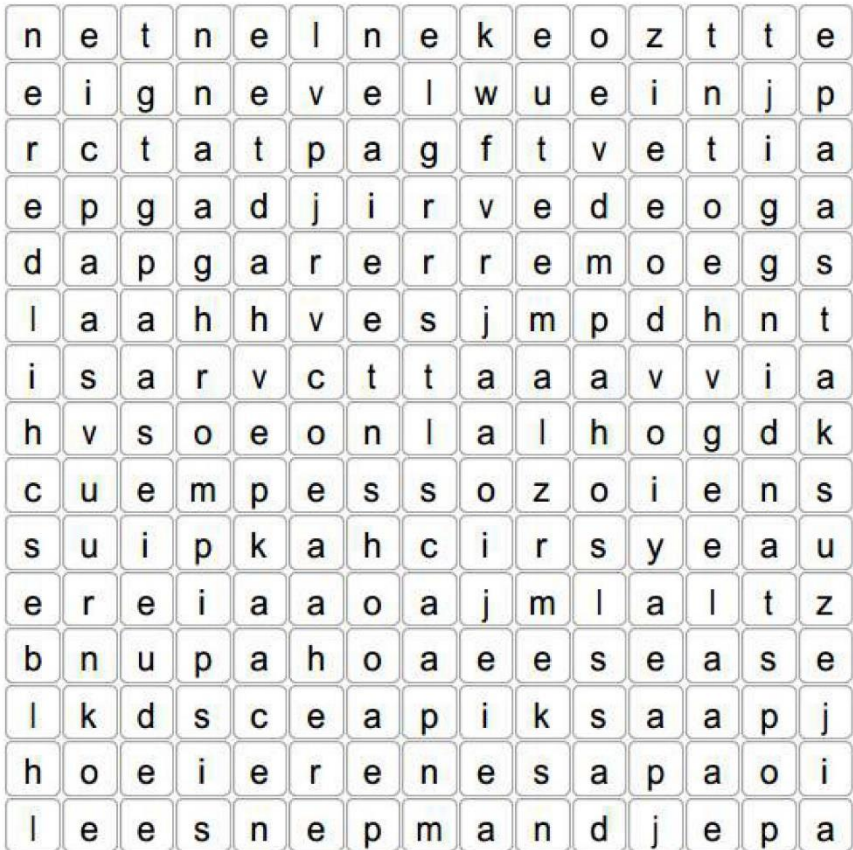 n e t n e l n e k e o z t t e
e i g n e v e l w u e i n j p
r c t a t p a g f t v e t i a
e p g a d j i r v e d e o g a
d a p g a r e r r e m o e g s
l a a h h v e s j m p d h n t
i s a r v c t t a a a v v i a
h v s o e o n l a l h o g d k
c u e m p e s s o z o i e n s
s u i p k a h c i r s y e a u
e r e i a a o a j m l a l t z
b n u p a h o a e e s e a s e
l k d s c e a p i k s a a p j
h o e i e r e n e s a p a o i
l e e s n e p m a n d j e p a